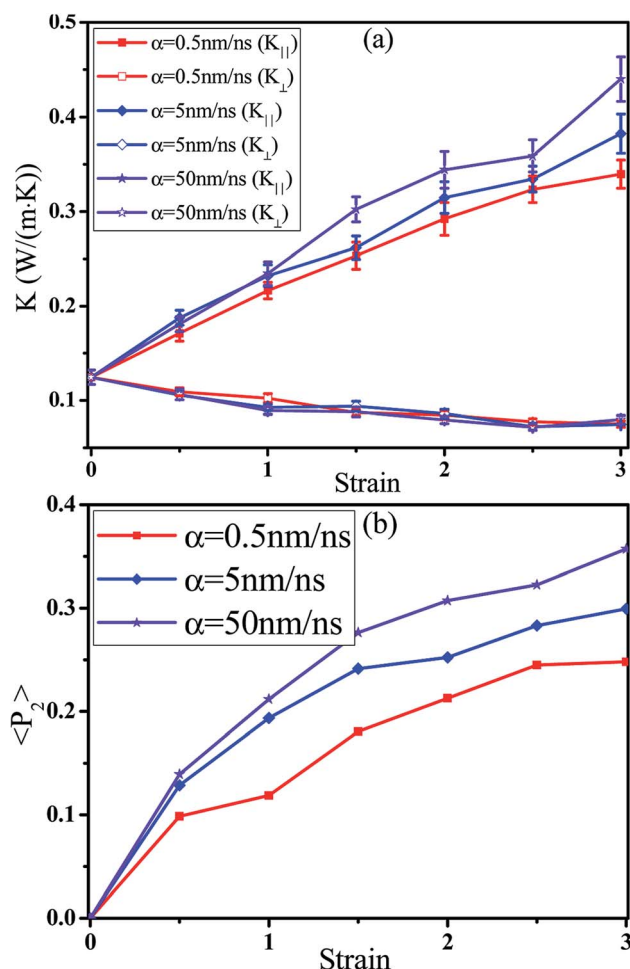 (a)
α=0.5nm/ns (K||)
α=0.5nm/ns (K⊥)
α=5nm/ns (K||)
α=5nm/ns (K⊥)
α=50nm/ns (K||)
α=50nm/ns (K⊥)
K (W/(m·K))
0.5
0.4
0.3
0.2
0.1
0 1 2 3
Strain
(b)
α=0.5nm/ns
α=5nm/ns
α=50nm/ns
<P₂>
0.4
0.3
0.2
0.1
0.0
0 1 2 3
Strain